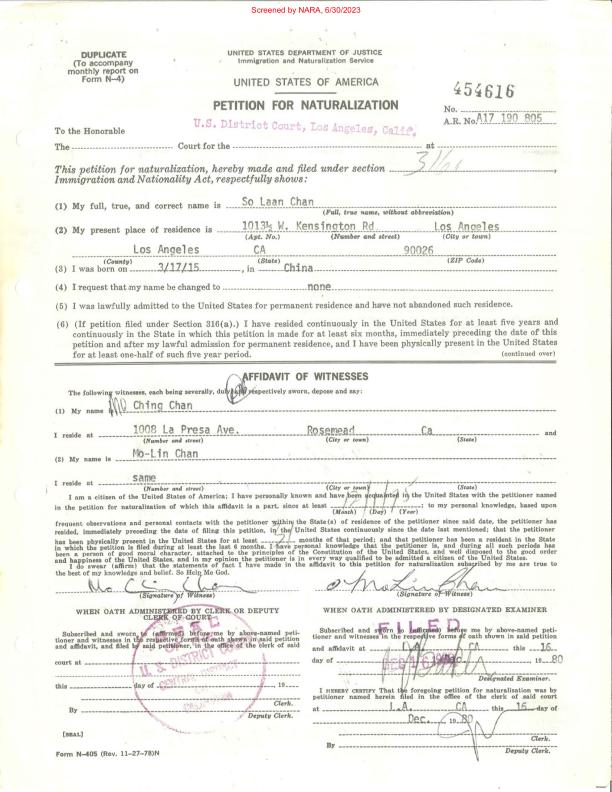 Screened by NARA, 6/30/2023
DUPLICATE
(To accompany
monthly report on
Form N-4)
UNITED STATES DEPARTMENT OF JUSTICE
Immigration and Naturalization Service
UNITED STATES OF AMERICA
PETITION FOR NATURALIZATION
454616
No.
A.R. No. A17 190 805
U.S. District Court, Los Angeles, Calif.
To the Honorable
The Court for the at
This petition for naturalization, hereby made and filed under section
Immigration and Nationality Act, respectfully shows:
(1) My full, true, and correct name is So Laan Chan
(Full, true name, without abbreviation)
(2) My present place of residence is 1013½ W. Kensington Rd. Los Angeles
(Apt. No.) (Number and street) (City or town)
Los Angeles CA 90026
(County) (State) (ZIP Code)
(3) I was born on 3/17/15, in China
(4) I request that my name be changed to none
(5) I was lawfully admitted to the United States for permanent residence and have not abandoned such residence.
(6) (If petition filed under Section 316(a).) I have resided continuously in the United States for at least five years and
continuously in the State in which this petition is made for at least six months, immediately preceding the date of this
petition and after my lawful admission for permanent residence, and I have been physically present in the United States
for at least one-half of such five year period. (continued over)
AFFIDAVIT OF WITNESSES
The following witnesses, each being severally, duly and respectively sworn, depose and say:
(1) My name Mo Ching Chan
I reside at 1008 La Presa Ave. Rosemead Ca and
(Number and street) (City or town) (State)
(2) My name is Mo-Lin Chan
I reside at same
(Number and street) (City or town) (State)
I am a citizen of the United States of America; I have personally known and have been acquainted in the United States with the petitioner named
in the petition for naturalization of which this affidavit is a part, since at least ; to my personal knowledge, based upon
(Month) (Day) (Year)
frequent observations and personal contacts with the petitioner within the State(s) of residence of the petitioner since said date, the petitioner has
resided, immediately preceding the date of filing this petition, in the United States continuously since the date last mentioned; that the petitioner
has been physically present in the United States for at least months of that period; and that petitioner has been a resident in the State
in which the petition is filed during at least the last 6 months. I have personal knowledge that the petitioner is, and during all such periods has
been a person of good moral character, attached to the principles of the Constitution of the United States, and well disposed to the good order
and happiness of the United States, and in my opinion the petitioner is in every way qualified to be admitted a citizen of the United States.
I do swear (affirm) that the statements of fact I have made in the affidavit to this petition for naturalization subscribed by me are true to
the best of my knowledge and belief. So Help Me God.
Mo Ching Chan Mo Lin Chan
(Signature of Witness) (Signature of Witness)
WHEN OATH ADMINISTERED BY CLERK OR DEPUTY
CLERK OF COURT
Subscribed and sworn to (affirmed) before me by above-named peti-
tioner and witnesses in the respective forms of oath shown in said petition
and affidavit, and filed by said petitioner, in the office of the clerk of said
court at
this day of , 19
Clerk.
By
Deputy Clerk.
[SEAL]
SEAL
U. S. DISTRICT
CENTRAL DISTRICT
CALIFORNIA
WHEN OATH ADMINISTERED BY DESIGNATED EXAMINER
FILED
Subscribed and sworn to (affirmed) before me by above-named peti-
tioner and witnesses in the respective forms of oath shown in said petition
and affidavit at CA this 16
day of DEC 16 1980, 1980
Designated Examiner.
I HEREBY CERTIFY That the foregoing petition for naturalization was by
petitioner named herein filed in the office of the clerk of said court
at L.A. CA this 16 day of
Dec. , 1980
Clerk.
By
Deputy Clerk.
Form N-405 (Rev. 11-27-78)N